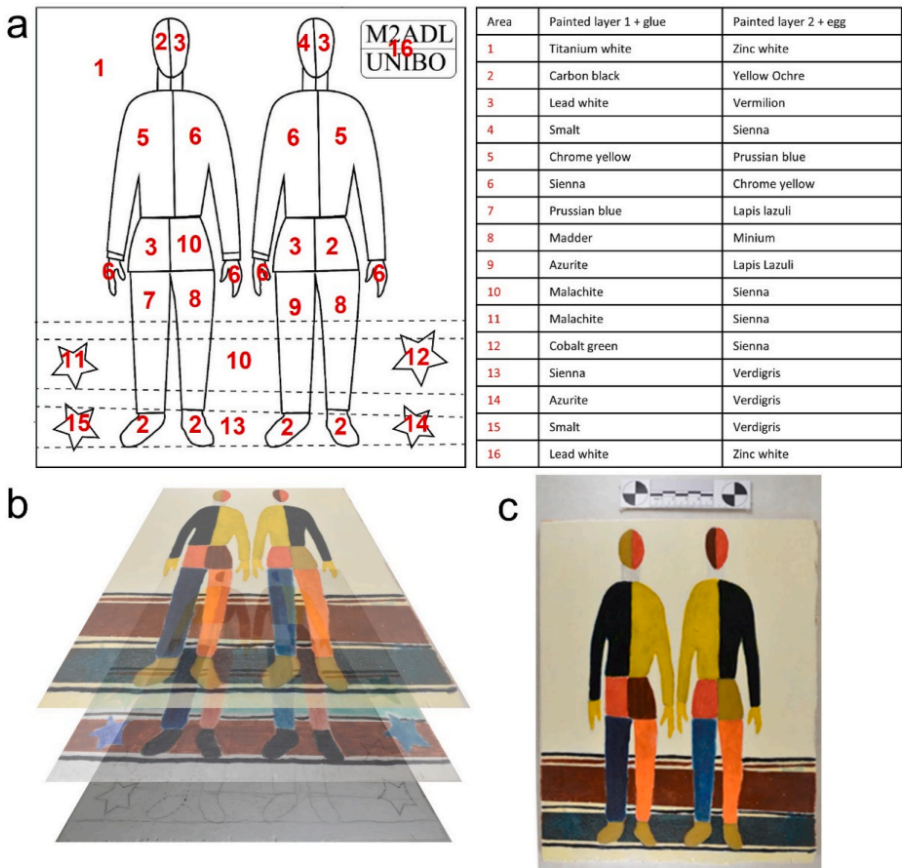 a
M2ADL
UNIBO
16
1
2 3
4 3
5 6
6 5
3 10
3 2
6
6
6
6
7 8
9 8
11
10
12
15
2 2
13
2 2
14
Area Painted layer 1 + glue Painted layer 2 + egg
1 Titanium white Zinc white
2 Carbon black Yellow Ochre
3 Lead white Vermilion
4 Smalt Sienna
5 Chrome yellow Prussian blue
6 Sienna Chrome yellow
7 Prussian blue Lapis lazuli
8 Madder Minium
9 Azurite Lapis Lazuli
10 Malachite Sienna
11 Malachite Sienna
12 Cobalt green Sienna
13 Sienna Verdigris
14 Azurite Verdigris
15 Smalt Verdigris
16 Lead white Zinc white
b
c